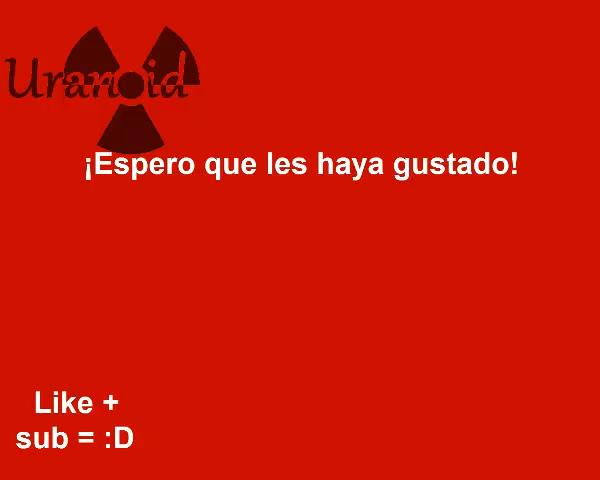 Uranoid
¡Espero que les haya gustado!
Like +
sub = :D